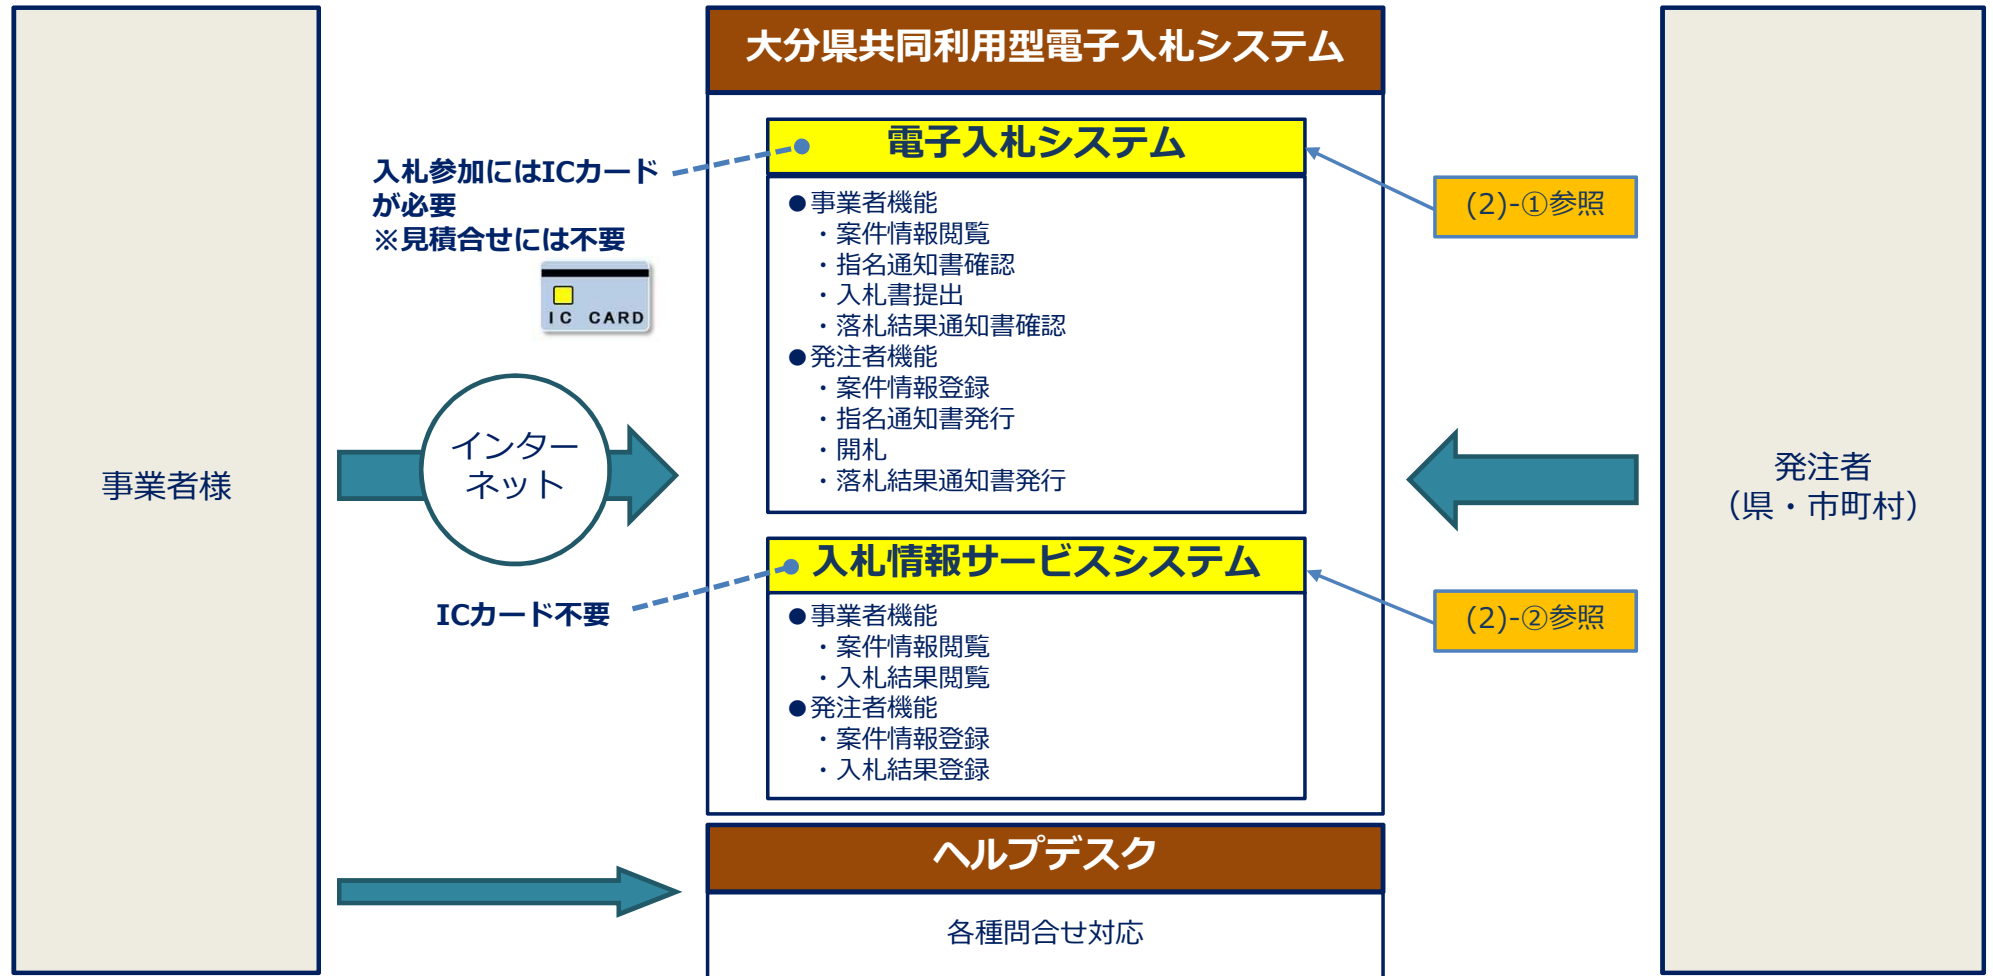 事業者様
入札参加にはICカード
が必要
※見積合せには不要
IC CARD
インター
ネット
ICカード不要
大分県共同利用型電子入札システム
電子入札システム
●事業者機能
・案件情報閲覧
・指名通知書確認
・入札書提出
・落札結果通知書確認
●発注者機能
・案件情報登録
・指名通知書発行
・開札
・落札結果通知書発行
入札情報サービスシステム
●事業者機能
・案件情報閲覧
・入札結果閲覧
●発注者機能
・案件情報登録
・入札結果登録
ヘルプデスク
各種問合せ対応
(2)-①参照
(2)-②参照
発注者
（県・市町村）